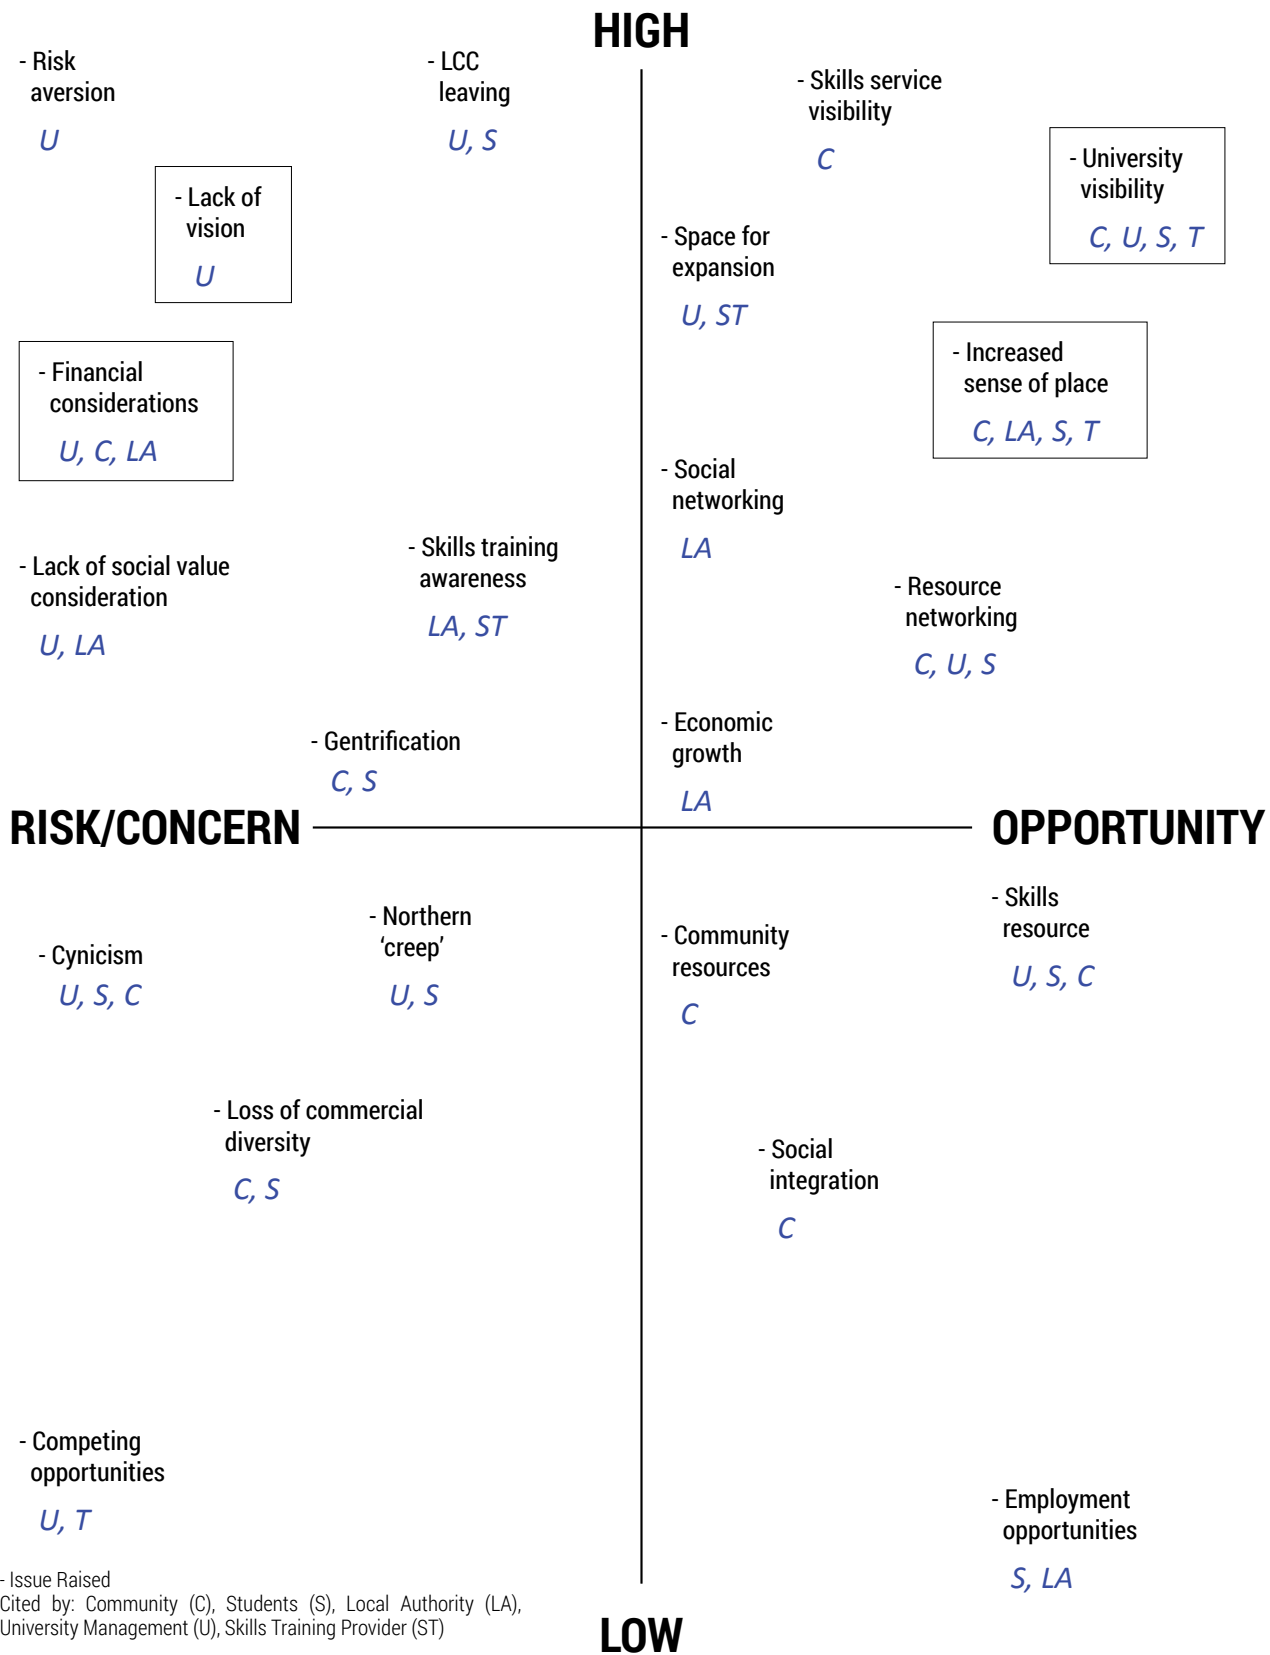 HIGH
- Risk
aversion
U
- LCC
leaving
U, S
- Lack of
vision
U
- Financial
considerations
U, C, LA
- Lack of social value
consideration
U, LA
- Skills training
awareness
LA, ST
- Gentrification
C, S
- Skills service
visibility
C
- University
visibility
C, U, S, T
- Space for
expansion
U, ST
- Increased
sense of place
C, LA, S, T
- Social
networking
LA
- Resource
networking
C, U, S
- Economic
growth
LA
RISK/CONCERN
OPPORTUNITY
- Cynicism
U, S, C
- Northern
‘creep’
U, S
- Loss of commercial
diversity
C, S
- Competing
opportunities
U, T
- Community
resources
C
- Skills
resource
U, S, C
- Social
integration
C
- Employment
opportunities
S, LA
- Issue Raised
Cited by: Community (C), Students (S), Local Authority (LA),
University Management (U), Skills Training Provider (ST)
LOW